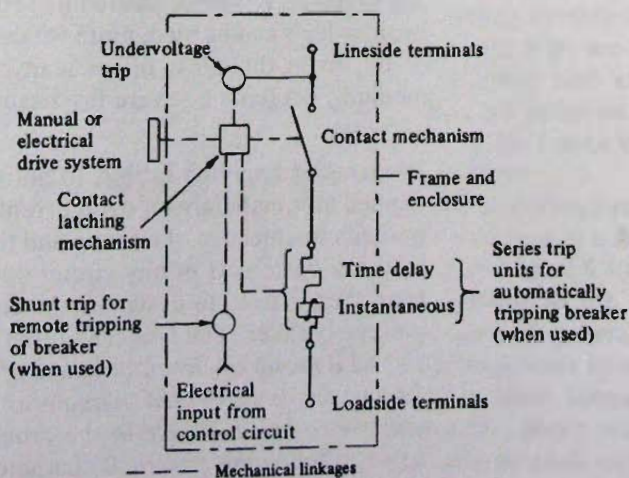 Undervoltage
trip
Lineside terminals
Manual or
electrical
drive system
Contact mechanism
Frame and
enclosure
Contact
latching
mechanism
Time delay
Instantaneous
Series trip
units for
automatically
tripping breaker
(when used)
Shunt trip for
remote tripping
of breaker
(when used)
Electrical
input from
control circuit
Loadside terminals
Mechanical linkages